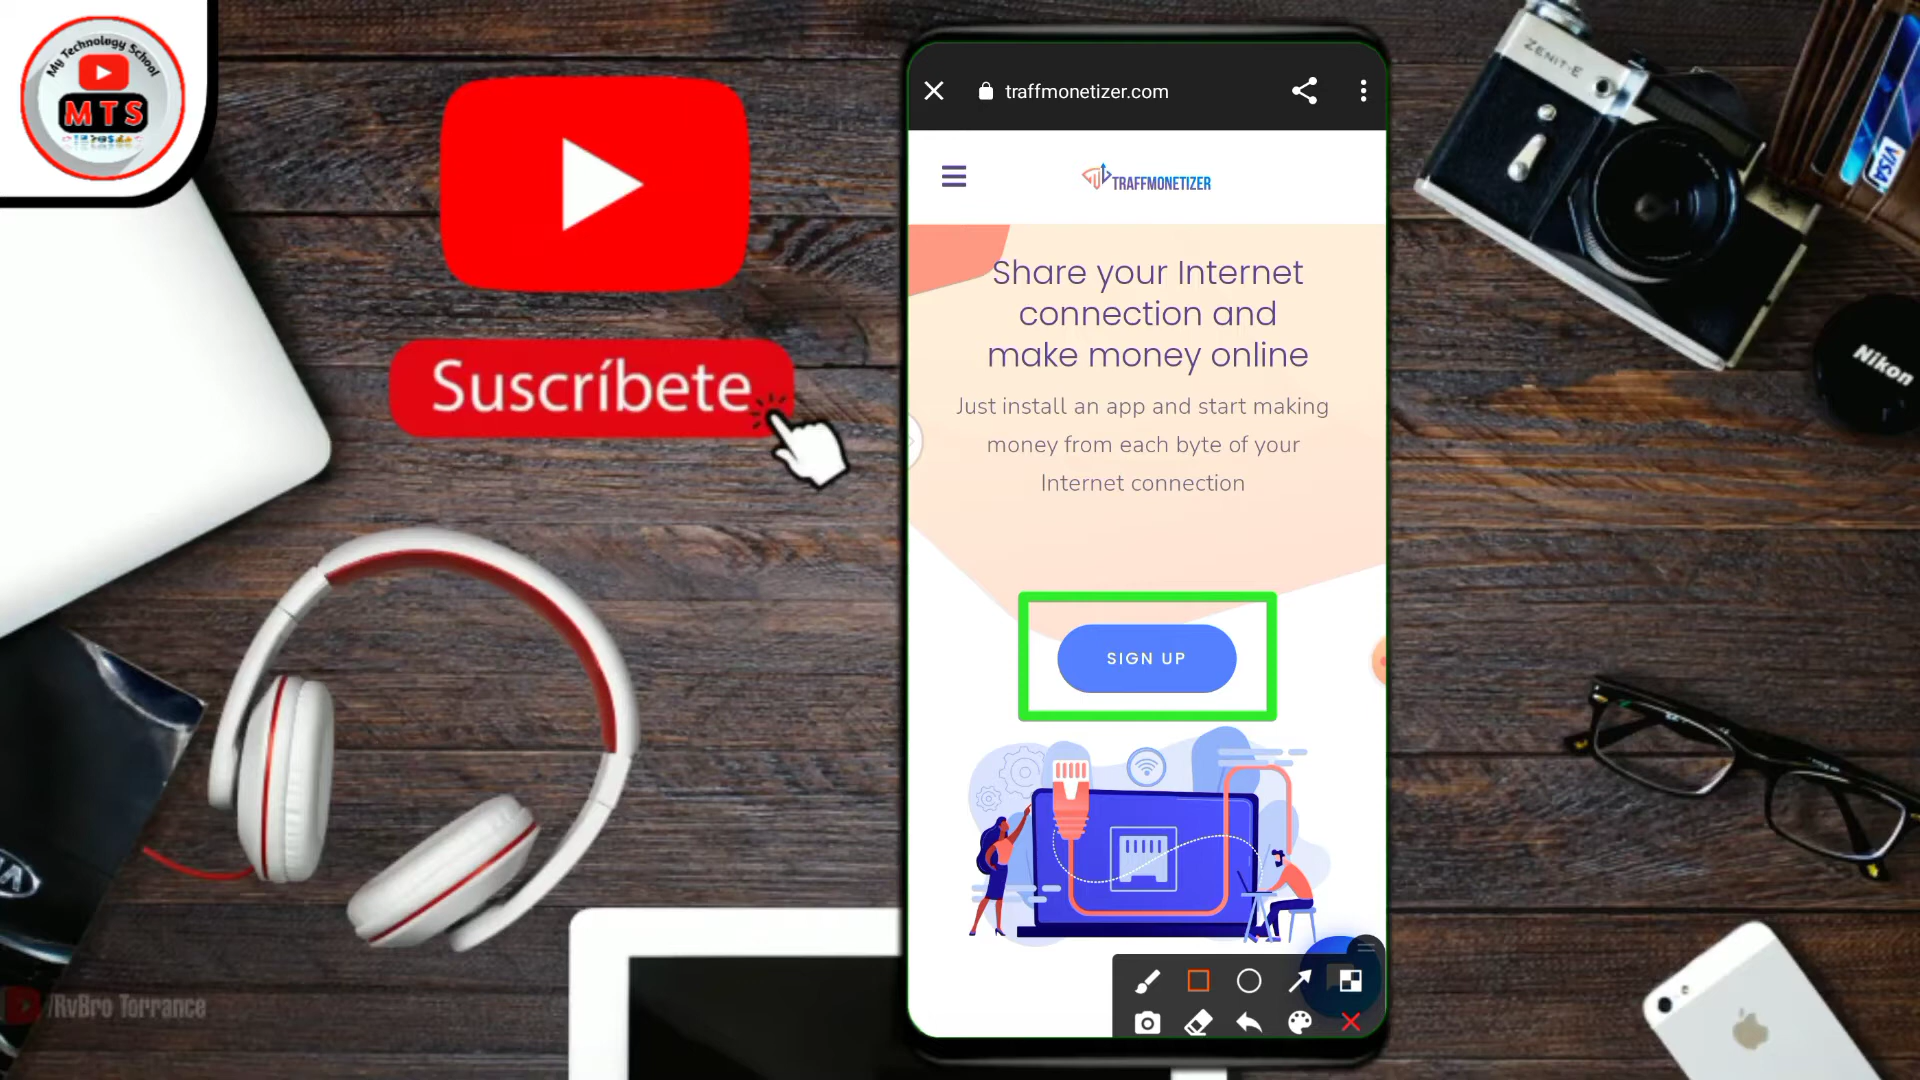 My Technology School
MTS
Suscríbete
/RvBro Torrance
traffmonetizer.com
TRAFFMONETIZER
Share your Internet
connection and
make money online
Just install an app and start making
money from each byte of your
Internet connection
SIGN UP
ZENIT-E
VISA
Nikon